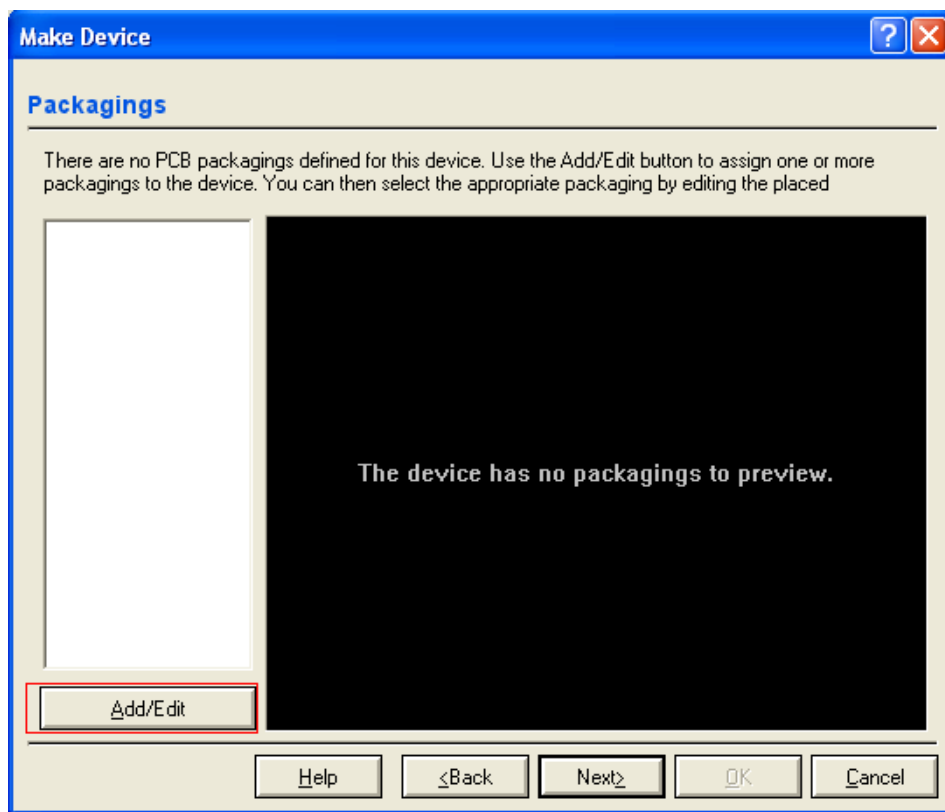 Make Device
Packagings
There are no PCB packagings defined for this device. Use the Add/Edit button to assign one or more
packagings to the device. You can then select the appropriate packaging by editing the placed
The device has no packagings to preview.
Add/Edit
Help
<Back
Next>
OK
Cancel